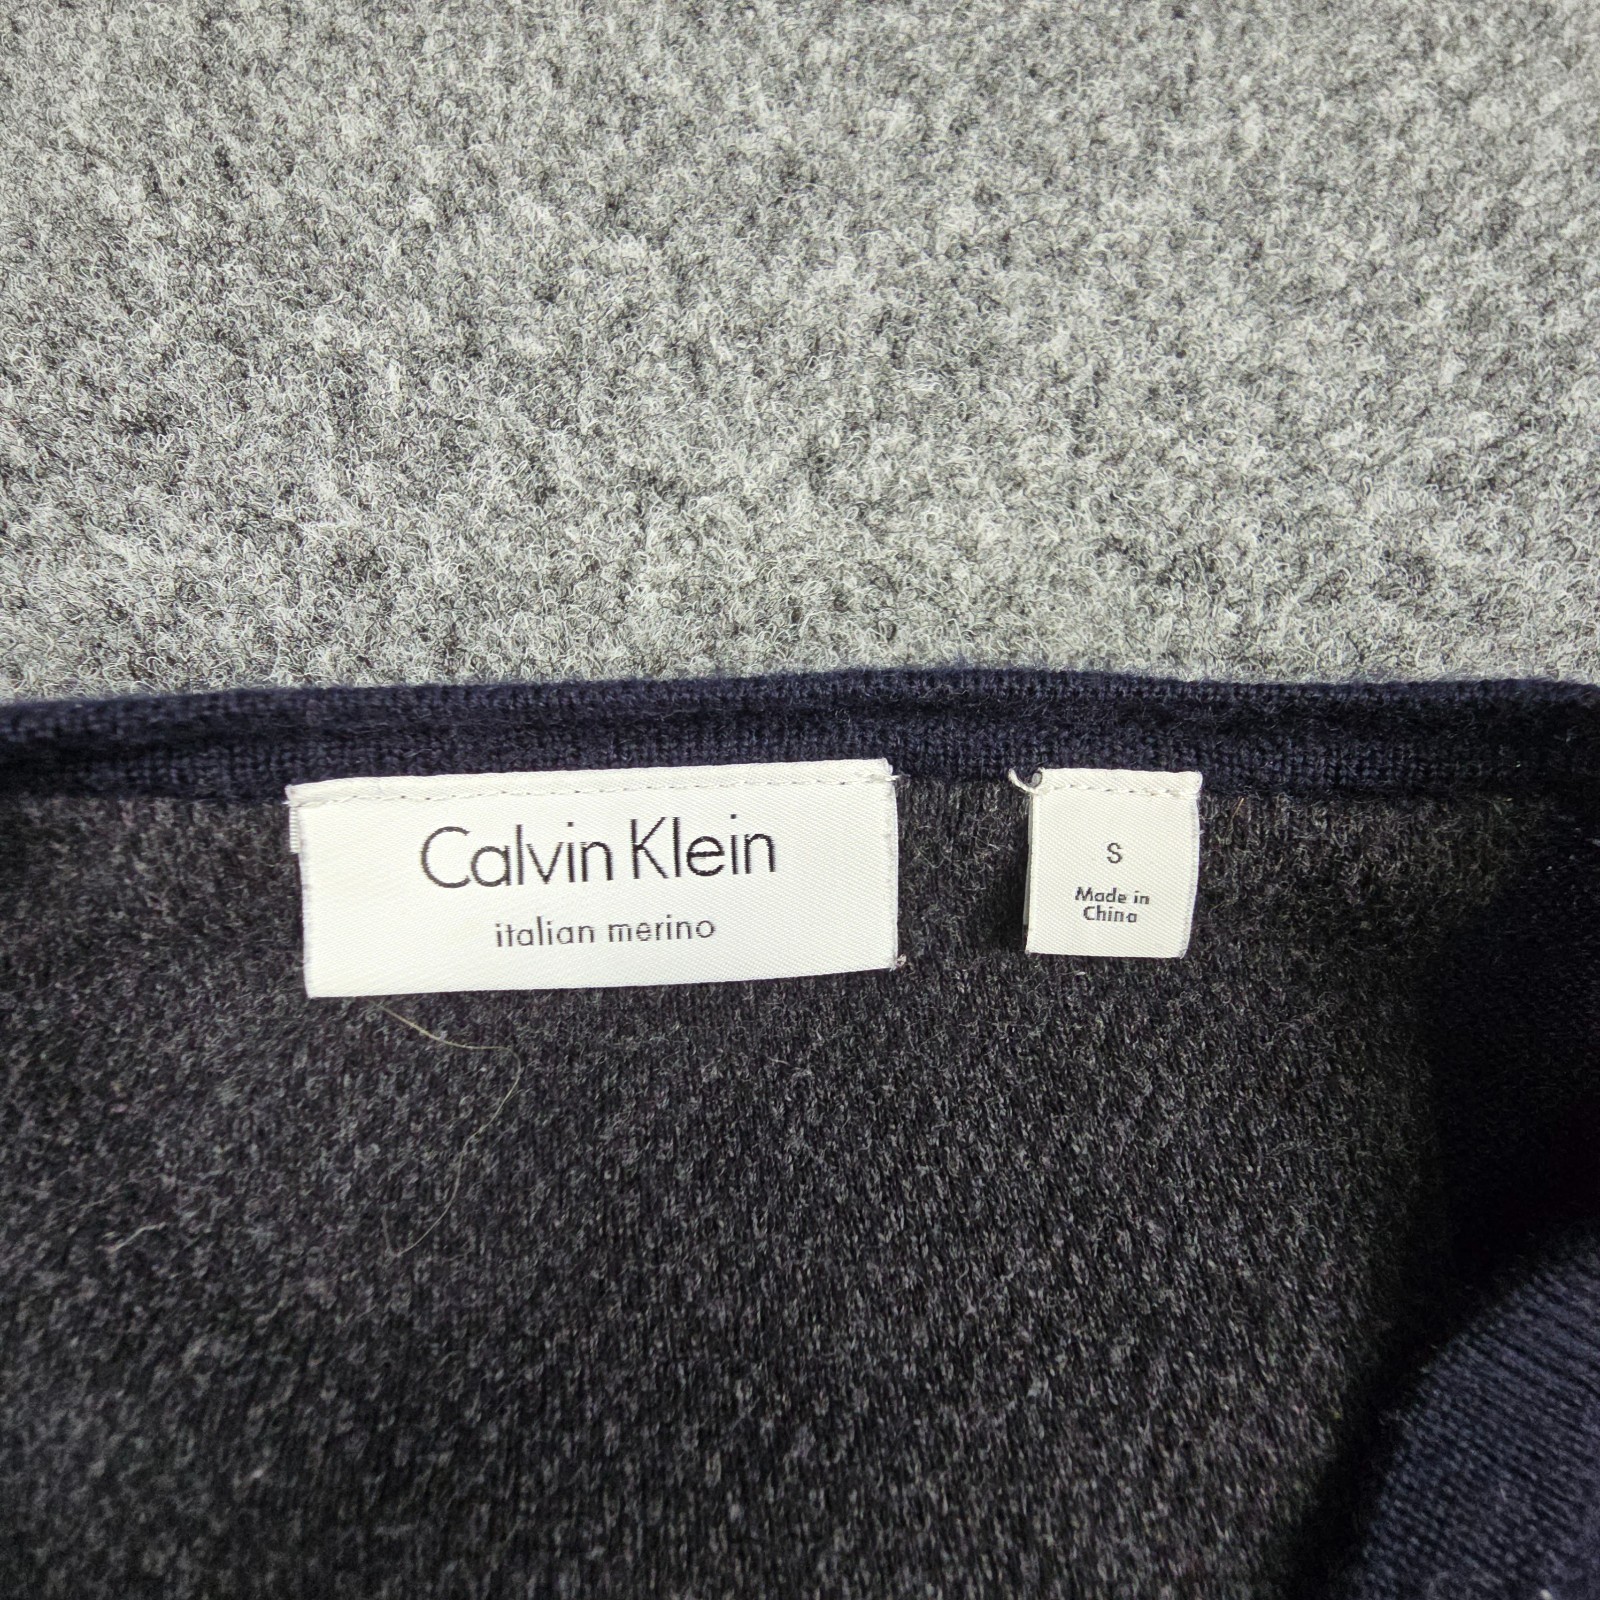 Calvin Klein
italian merino
S
Made in
China